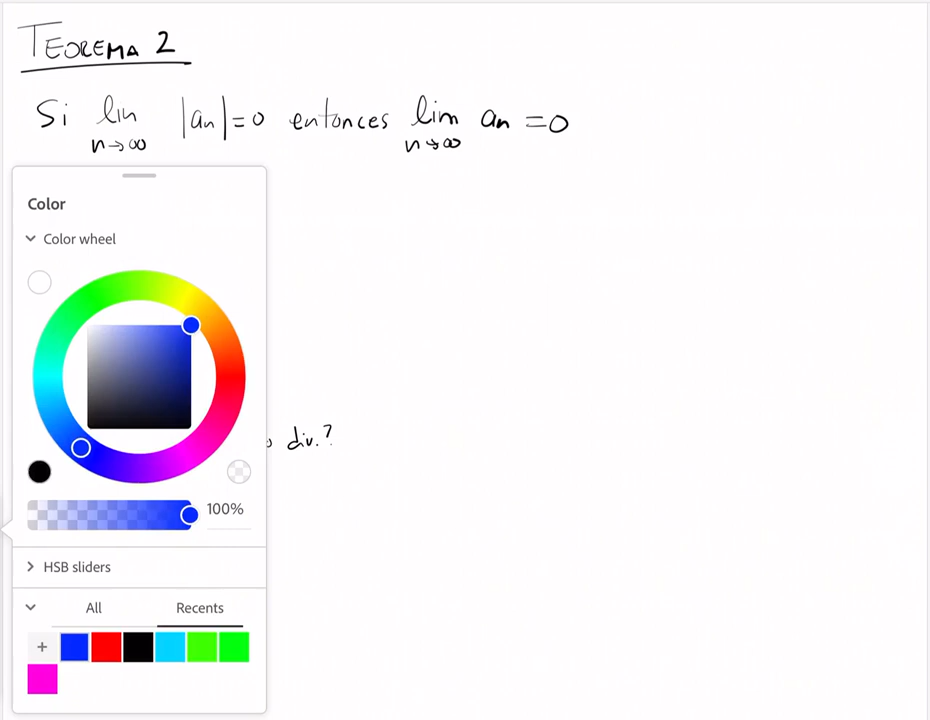 TEOREMA 2
Si lim |an| = 0 entonces lim an = 0
n→∞ n→∞
Color
Color wheel
div.?
100%
HSB sliders
All Recents
+